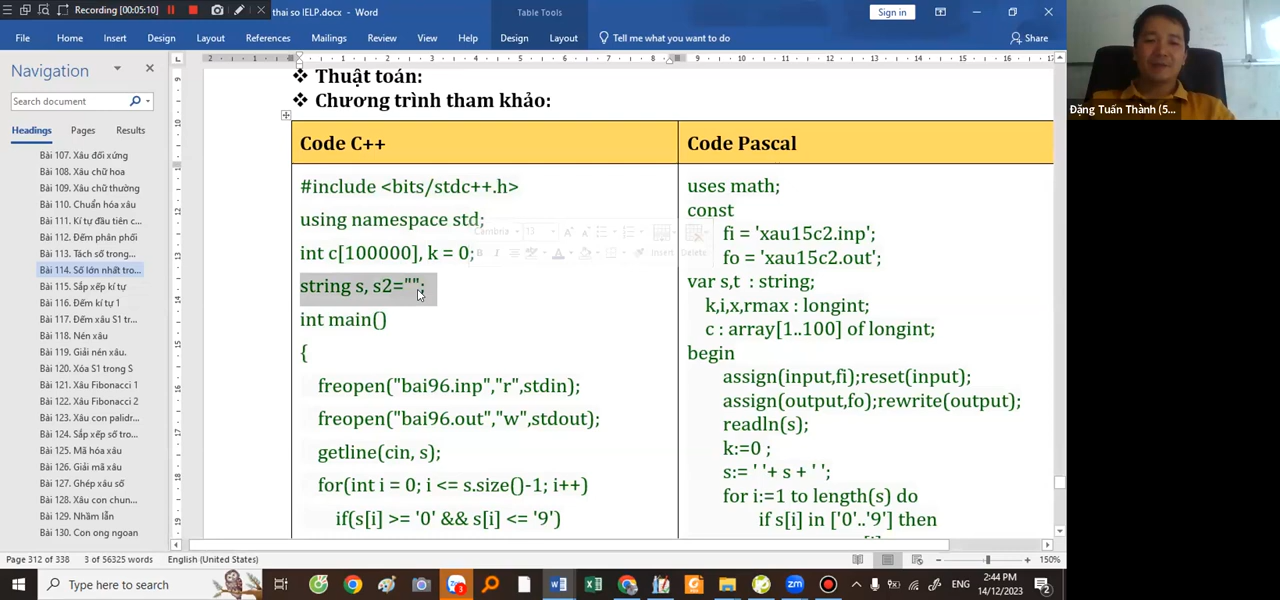 Recording [00:05:10]
thai so IELP.docx - Word
Table Tools
Sign in
File
Home
Insert
Design
Layout
References
Mailings
Review
View
Help
Design
Layout
Tell me what you want to do
Share
Đặng Tuấn Thành (5...
Navigation
Search document
Headings
Pages
Results
Bài 107. Xâu đối xứng
Bài 108. Xâu chữ hoa
Bài 109. Xâu chữ thường
Bài 110. Chuẩn hóa xâu
Bài 111. Kí tự đầu tiên c...
Bài 112. Đếm phân phối
Bài 113. Tách số trong...
Bài 114. Số lớn nhất tro...
Bài 115. Sắp xếp kí tự
Bài 116. Đếm kí tự 1
Bài 117. Đếm xâu S1 tr...
Bài 118. Nén xâu
Bài 119. Giải nén xâu.
Bài 120. Xóa S1 trong S
Bài 121. Xâu Fibonacci 1
Bài 122. Xâu Fibonacci 2
Bài 123. Xâu con palidr...
Bài 124. Sắp xếp số tro...
Bài 125. Mã hóa xâu
Bài 126. Giải mã xâu
Bài 127. Ghép xâu số
Bài 128. Xâu con chun...
Bài 129. Nhầm lẫn
Bài 130. Con ong ngoan
❖ Thuật toán:
❖ Chương trình tham khảo:
Code C++
#include <bits/stdc++.h>
using namespace std;
int c[100000], k = 0;
string s, s2="";
int main()
{
freopen("bai96.inp","r",stdin);
freopen("bai96.out","w",stdout);
getline(cin, s);
for(int i = 0; i <= s.size()-1; i++)
if(s[i] >= '0' && s[i] <= '9')
Code Pascal
uses math;
const
fi = 'xau15c2.inp';
fo = 'xau15c2.out';
var s,t : string;
k,i,x,rmax : longint;
c : array[1..100] of longint;
begin
assign(input,fi);reset(input);
assign(output,fo);rewrite(output);
readln(s);
k:=0 ;
s:= ' '+ s + ' ';
for i:=1 to length(s) do
if s[i] in ['0'..'9'] then
Cambria
13
Insert
Delete
Page 312 of 338
3 of 56325 words
English (United States)
150%
Type here to search
ENG
2:44 PM
14/12/2023